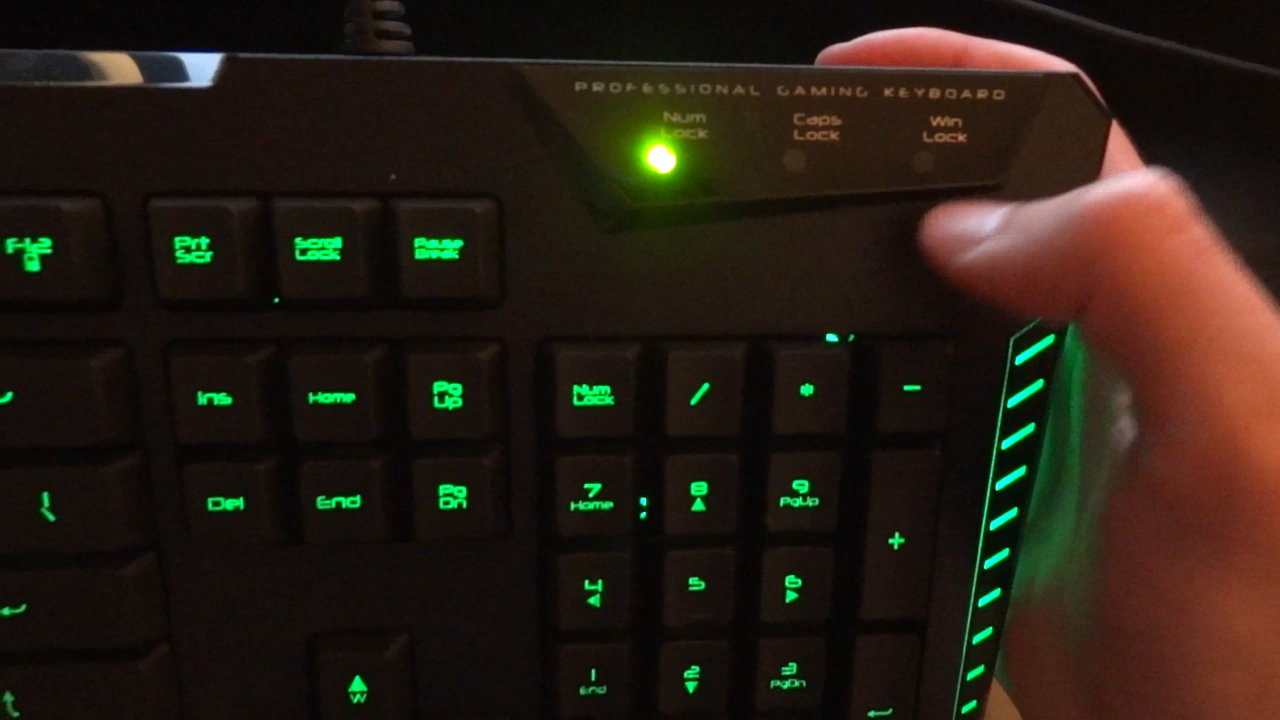 PROFESSIONAL GAMING KEYBOARD
Num Lock
Caps Lock
Win Lock
F12
Prt Scr
Scroll Lock
Pause Break
Ins
Home
Pg Up
Num Lock
/
*
-
Del
End
Pg Dn
7 Home
8
9 PgUp
+
4
5
6
W
1 End
2
3 PgDn